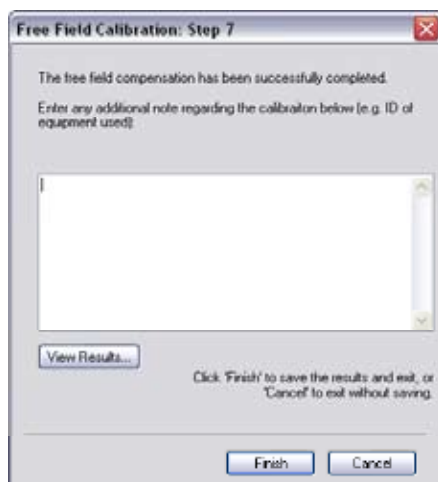 Free Field Calibration: Step 7
The free field compensation has been successfully completed.
Enter any additional note regarding the calibraiton below (e.g. ID of
equipment used):
View Results...
Click 'Finish' to save the results and exit, or
'Cancel' to exit without saving.
Finish
Cancel